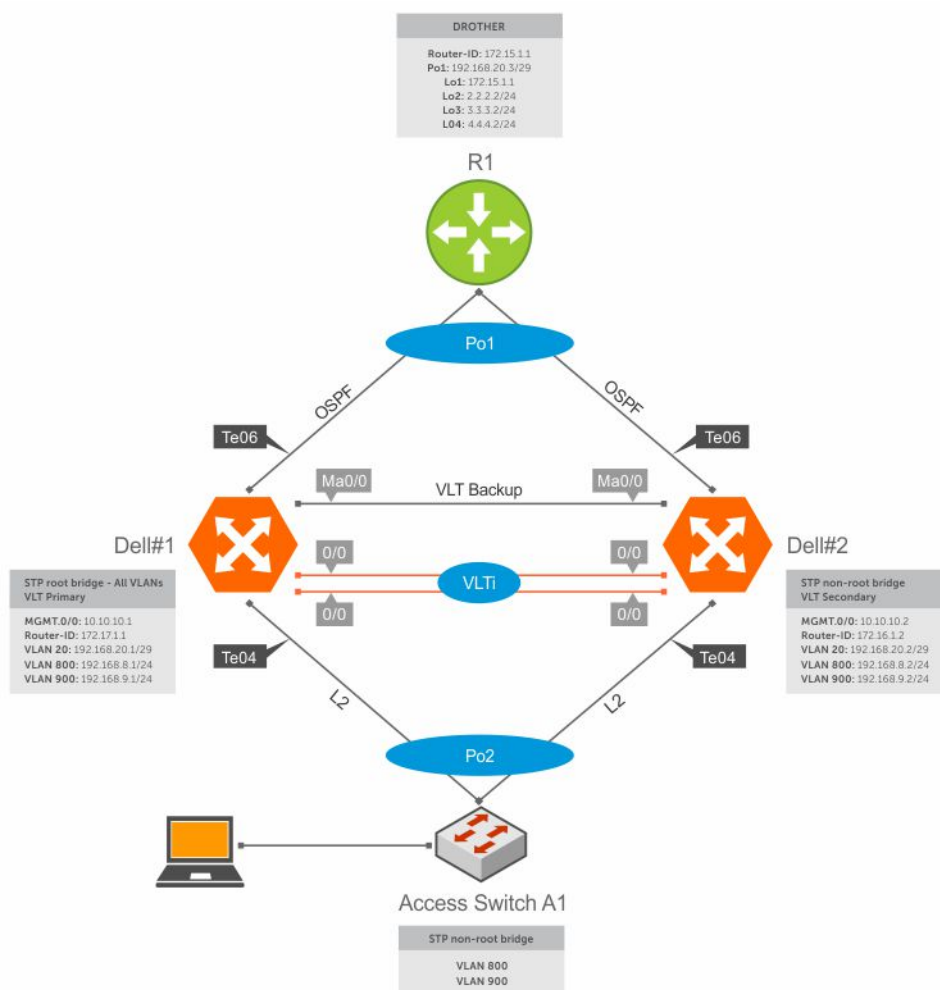 DROTHER
Router-ID: 172.15.1.1
Po1: 192.168.20.3/29
Lo1: 172.15.1.1
Lo2: 2.2.2.2/24
Lo3: 3.3.3.2/24
L04: 4.4.4.2/24
R1
Po1
OSPF
OSPF
Te06
Te06
Ma0/0
VLT Backup
Ma0/0
Dell#1
Dell#2
0/0
VLTi
0/0
0/0
0/0
STP root bridge - All VLANs
VLT Primary
MGMT.0/0: 10.10.10.1
Router-ID: 172.17.1.1
VLAN 20: 192.168.20.1/29
VLAN 800: 192.168.8.1/24
VLAN 900: 192.168.9.1/24
STP non-root bridge
VLT Secondary
MGMT.0/0: 10.10.10.2
Router-ID: 172.16.1.2
VLAN 20: 192.168.20.2/29
VLAN 800: 192.168.8.2/24
VLAN 900: 192.168.9.2/24
Te04
Te04
L2
L2
Po2
Access Switch A1
STP non-root bridge
VLAN 800
VLAN 900